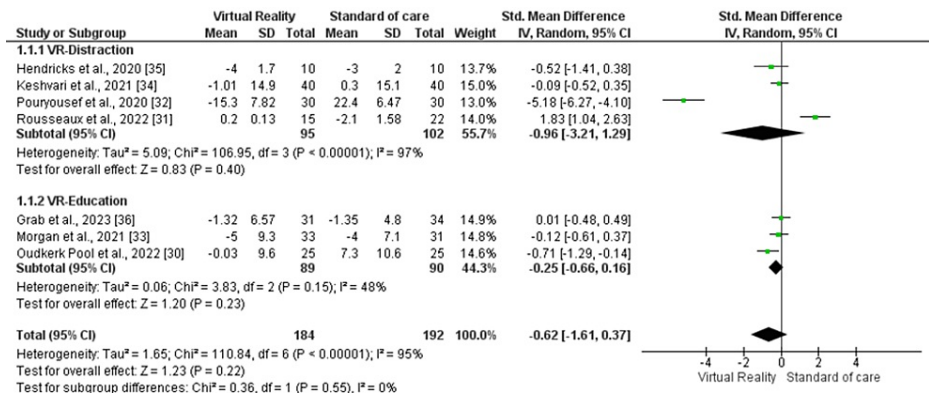 Virtual Reality Standard of care Std. Mean Difference Std. Mean Difference
Study or Subgroup Mean SD Total Mean SD Total Weight IV, Random, 95% CI IV, Random, 95% CI
1.1.1 VR-Distraction
Hendricks et al., 2020 [35] -4 1.7 10 -3 2 10 13.7% -0.52 [-1.41, 0.38]
Keshvari et al., 2021 [34] -1.01 14.9 40 0.3 15.1 40 15.0% -0.09 [-0.52, 0.35]
Pouryousef et al., 2020 [32] -15.3 7.82 30 22.4 6.47 30 13.0% -5.18 [-6.27, -4.10]
Rousseaux et al., 2022 [31] 0.2 0.13 15 -2.1 1.58 22 14.0% 1.83 [1.04, 2.63]
Subtotal (95% CI) 95 102 55.7% -0.96 [-3.21, 1.29]
Heterogeneity: Tau² = 5.09; Chi² = 106.95, df = 3 (P < 0.00001); I² = 97%
Test for overall effect: Z = 0.83 (P = 0.40)
1.1.2 VR-Education
Grab et al., 2023 [36] -1.32 6.57 31 -1.35 4.8 34 14.9% 0.01 [-0.48, 0.49]
Morgan et al., 2021 [33] -5 9.3 33 -4 7.1 31 14.8% -0.12 [-0.61, 0.37]
Oudkerk Pool et al., 2022 [30] -0.03 9.6 25 7.3 10.6 25 14.6% -0.71 [-1.29, -0.14]
Subtotal (95% CI) 89 90 44.3% -0.25 [-0.66, 0.16]
Heterogeneity: Tau² = 0.06; Chi² = 3.83, df = 2 (P = 0.15); I² = 48%
Test for overall effect: Z = 1.20 (P = 0.23)
Total (95% CI) 184 192 100.0% -0.62 [-1.61, 0.37]
Heterogeneity: Tau² = 1.65; Chi² = 110.84, df = 6 (P < 0.00001); I² = 95%
Test for overall effect: Z = 1.23 (P = 0.22)
Test for subgroup differences: Chi² = 0.36, df = 1 (P = 0.55), I² = 0%
-4 -2 0 2 4
Virtual Reality Standard of care